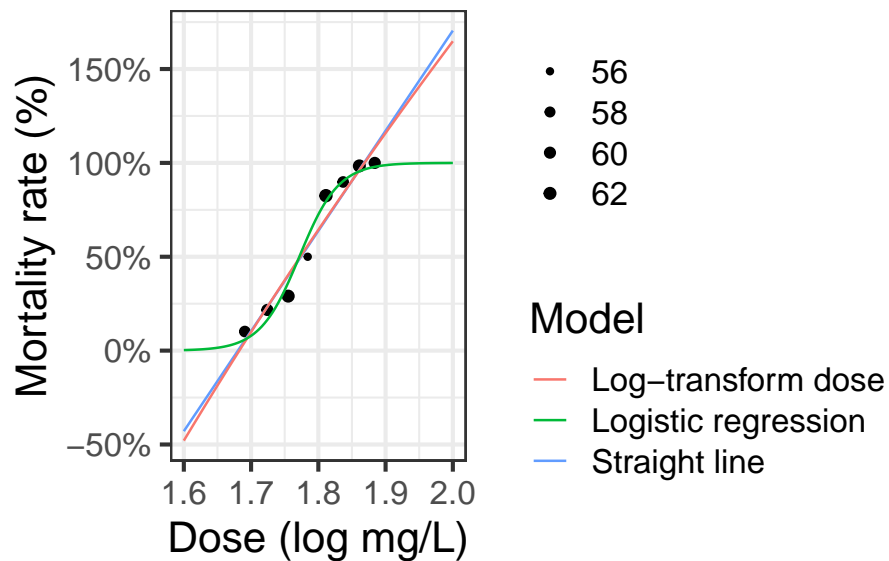 Mortality rate (%)
150%
100%
50%
0%
−50%
1.6 1.7 1.8 1.9 2.0
Dose (log mg/L)
56
58
60
62
Model
Log−transform dose
Logistic regression
Straight line